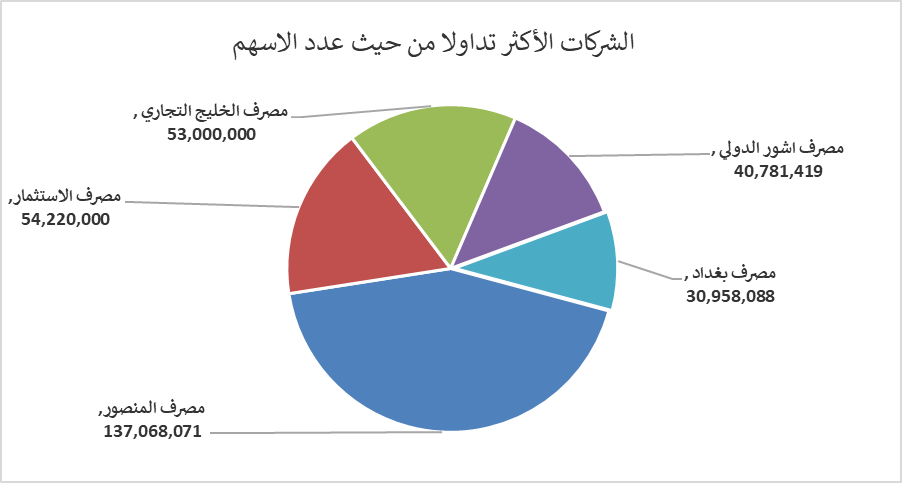 الشركات الأكثر تداولا من حيث عدد الاسهم
مصرف الخليج التجاري ,
53,000,000
مصرف اشور الدولي ,
40,781,419
مصرف الاستثمار,
54,220,000
مصرف بغداد ,
30,958,088
مصرف المنصور,
137,068,071